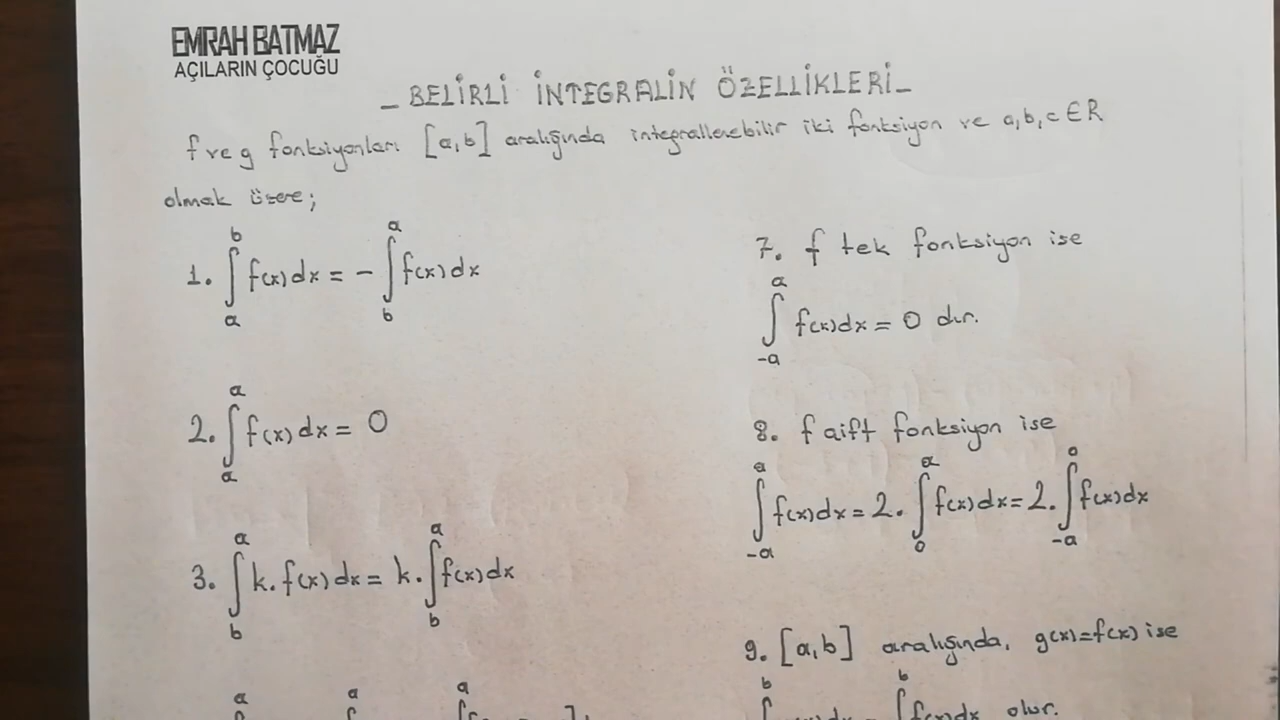 EMRAH BATMAZ
AÇILARIN ÇOCUĞU
_ BELİRLİ İNTEGRALİN ÖZELLİKLERİ _
f ve g fonksiyonları [a,b] aralığında integrallenebilir iki fonksiyon ve a,b,c ∈ R
olmak üzere;
1. ∫_a^b f(x)dx = - ∫_b^a f(x)dx
2. ∫_a^a f(x)dx = 0
3. ∫_b^a k.f(x)dx = k.∫_b^a f(x)dx
7. f tek fonksiyon ise
∫_{-a}^a f(x)dx = 0 dır.
8. f çift fonksiyon ise
∫_{-a}^a f(x)dx = 2.∫_0^a f(x)dx = 2.∫_{-a}^0 f(x)dx
9. [a,b] aralığında, g(x)=f(x) ise
olur.